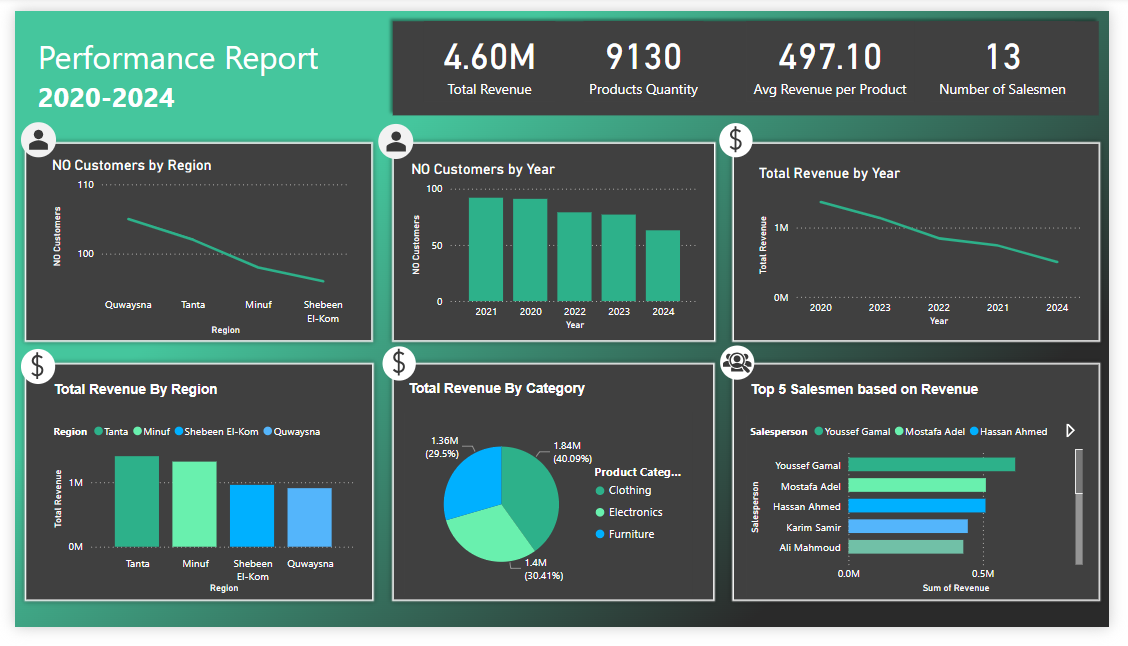 Performance Report
2020-2024
4.60M
Total Revenue
9130
Products Quantity
497.10
Avg Revenue per Product
13
Number of Salesmen
NO Customers by Region
110
100
NO Customers
Quwaysna
Tanta
Minuf
Shebeen
El-Kom
Region
NO Customers by Year
100
50
0
NO Customers
2021
2020
2022
2023
2024
Year
$
Total Revenue by Year
1M
0M
Total Revenue
2020
2023
2022
2021
2024
Year
$
Total Revenue By Region
Region Tanta Minuf Shebeen El-Kom Quwaysna
1M
0M
Total Revenue
Tanta
Minuf
Shebeen
El-Kom
Quwaysna
Region
$
Total Revenue By Category
1.36M
(29.5%)
1.84M
(40.09%)
1.4M
(30.41%)
Product Categ...
Clothing
Electronics
Furniture
Top 5 Salesmen based on Revenue
Salesperson Youssef Gamal Mostafa Adel Hassan Ahmed
Salesperson
Youssef Gamal
Mostafa Adel
Hassan Ahmed
Karim Samir
Ali Mahmoud
0.0M
0.5M
Sum of Revenue